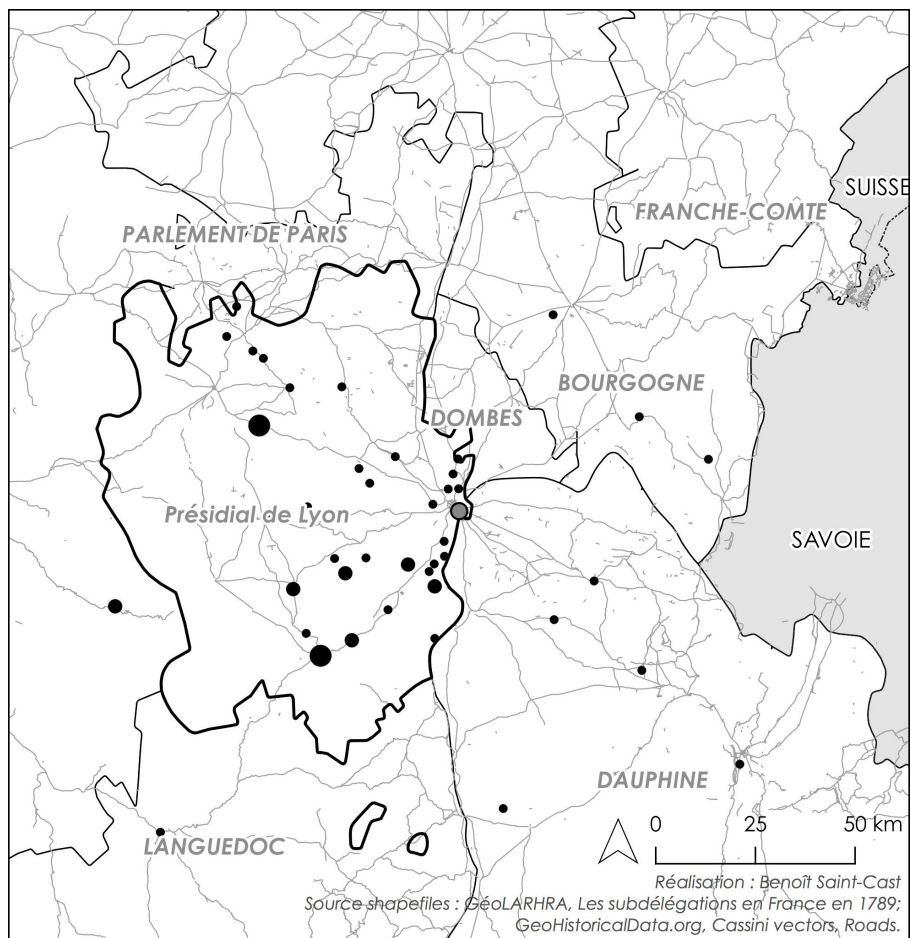 SUISSE
FRANCHE-COMTE
PARLEMENT DE PARIS
BOURGOGNE
DOMBES
Présidial de Lyon
SAVOIE
DAUPHINE
0 25 50 km
LANGUEDOC
Réalisation : Benoît Saint-Cast
Source shapefiles : GéoLARHRA, Les subdélégations en France en 1789;
GeoHistoricalData.org, Cassini vectors, Roads.